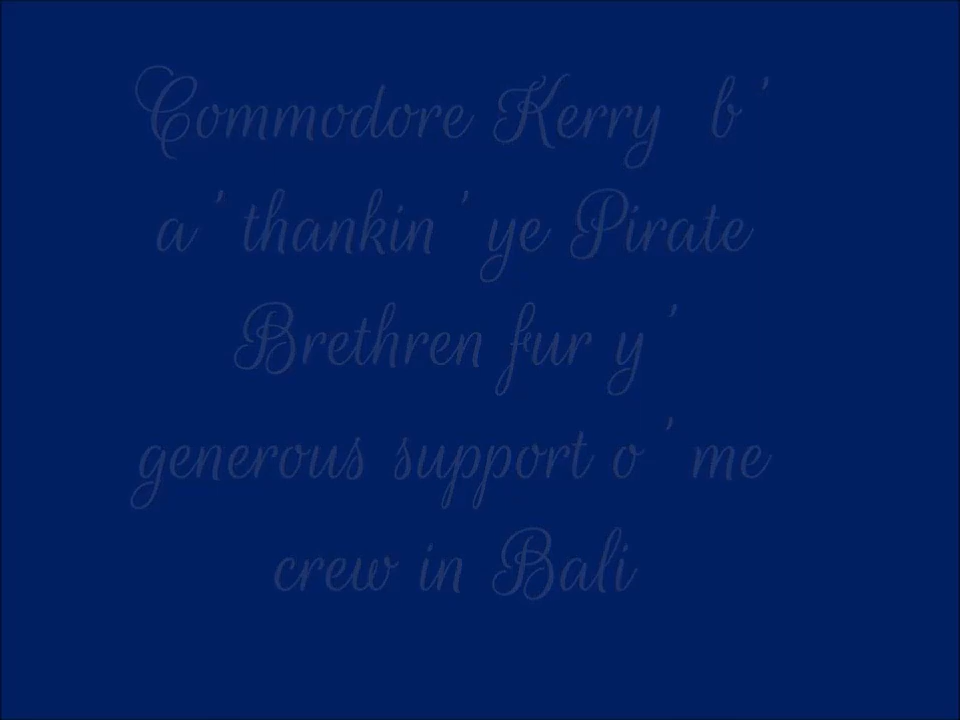 Commodore Kerry b'
a' thankin' ye Pirate
Brethren fur y'
generous support o' me
crew in Bali